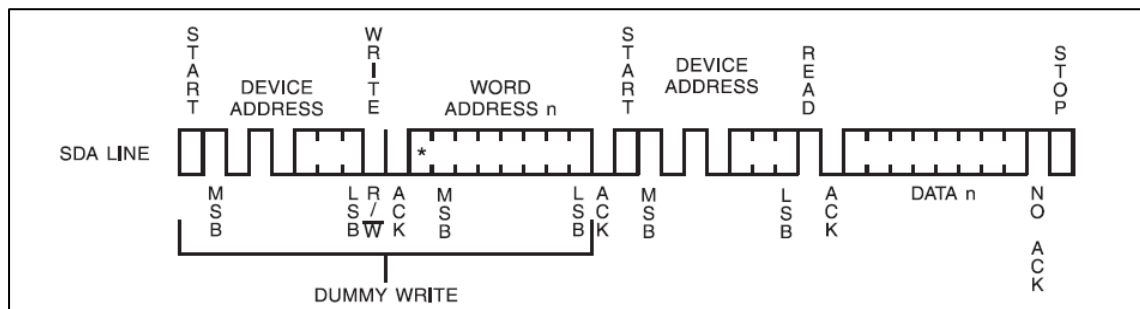 START
WRITE
START
READ
STOP
DEVICE
ADDRESS
WORD
ADDRESS n
DEVICE
ADDRESS
SDA LINE
*
MSB
LSB
R/W
ACK
MSB
LSB
ACK
MSB
LSB
ACK
DATA n
NO ACK
DUMMY WRITE